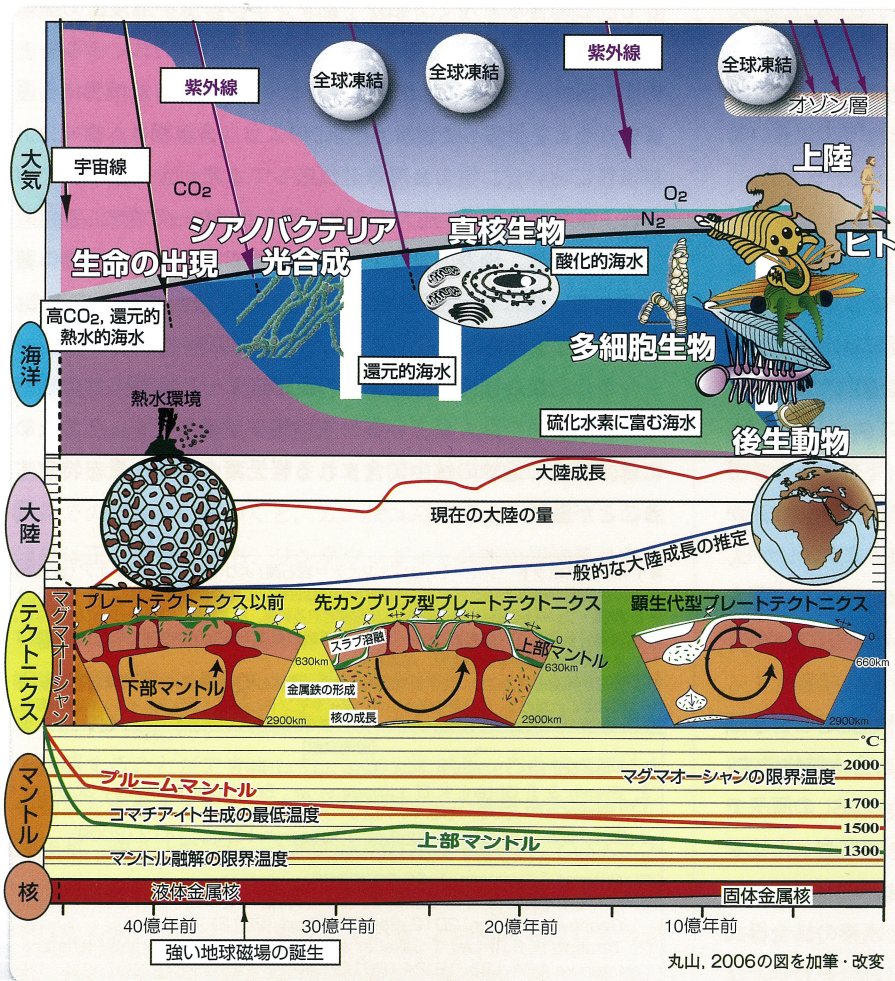 全球凍結
全球凍結
全球凍結
紫外線
紫外線
オゾン層
大気
宇宙線
CO₂
上陸
O₂
N₂
シアノバクテリア
光合成
真核生物
ヒト
生命の出現
酸化的海水
高CO₂, 還元的
熱水的海水
海洋
還元的海水
多細胞生物
熱水環境
硫化水素に富む海水
後生動物
大陸
大陸成長
現在の大陸の量
一般的な大陸成長の推定
テクトニクス
マグマオーシャン
プレートテクトニクス以前
先カンブリア型プレートテクトニクス
顕生代型プレートテクトニクス
スラブ溶融
上部マントル
0
0
630km
630km
660km
下部マントル
金属鉄の形成
核の成長
2900km
2900km
2900km
マントル
°C
2000
マグマオーシャンの限界温度
プルームマントル
1700
コマチアイト生成の最低温度
1500
上部マントル
1300
マントル融解の限界温度
核
液体金属核
固体金属核
40億年前
30億年前
20億年前
10億年前
強い地球磁場の誕生
丸山, 2006の図を加筆・改変